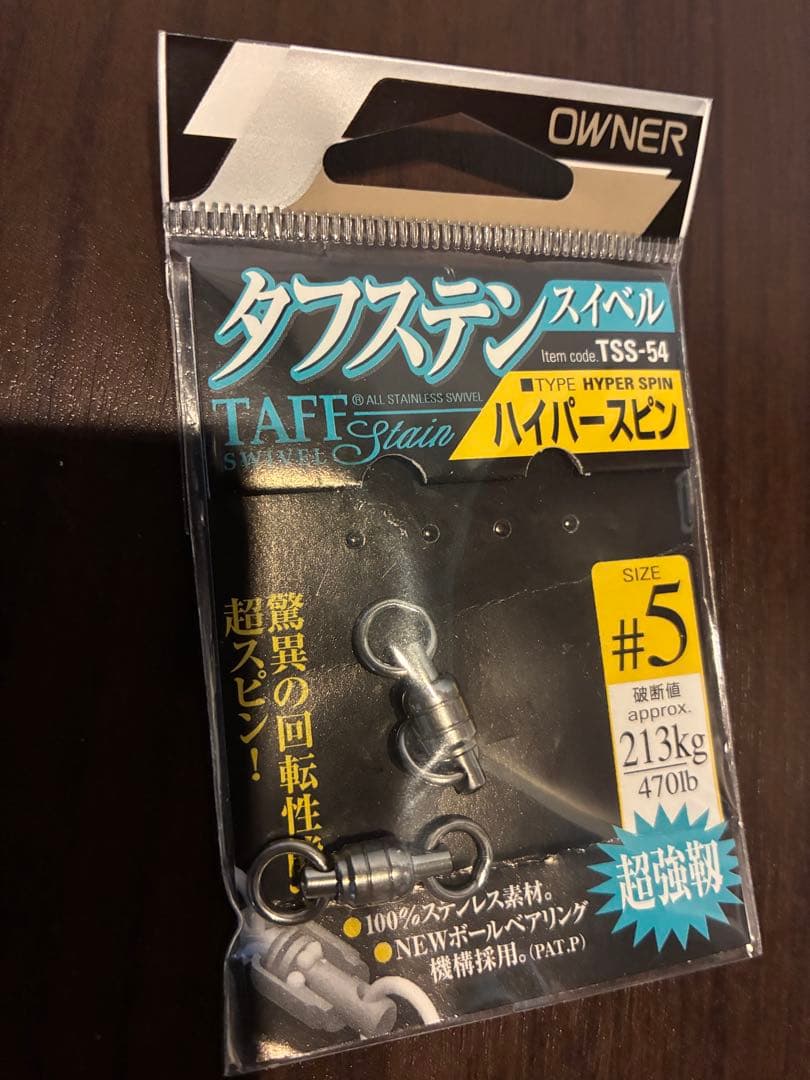 OWNER
タフステン
スイベル
Item code. TSS-54
® ALL STAINLESS SWIVEL
TAFF Stain
SWIVEL
■TYPE HYPER SPIN
ハイパースピン
SIZE
#5
破断値
approx.
213kg
470lb
驚異の回転性
超スピン!
超強靭
●100%ステンレス素材。
●NEWボールベアリング
機構採用。(PAT.P)